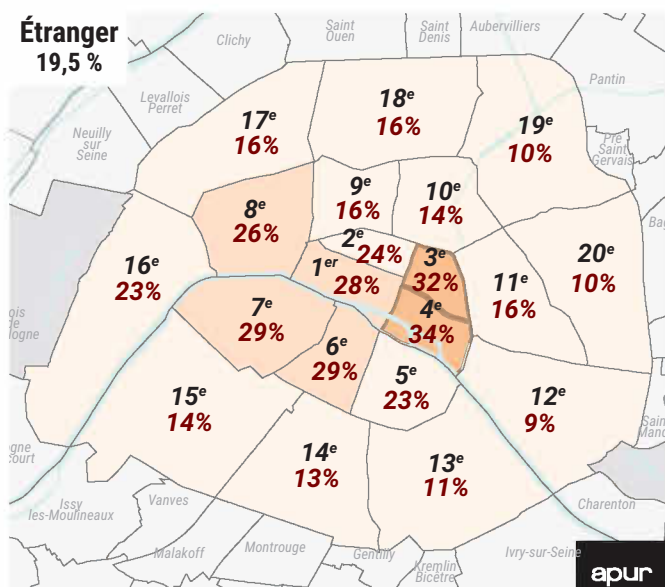 Étranger
19,5 %
Clichy
Saint
Ouen
Saint
Denis
Aubervilliers
Pantin
Levallois
Perret
Neuilly
sur
Seine
Pré
Saint
Gervais
17e
16%
18e
16%
19e
10%
8e
26%
9e
16%
10e
14%
2e
24%
3e
32%
1er
28%
4e
34%
11e
16%
20e
10%
16e
23%
7e
29%
6e
29%
5e
23%
12e
9%
15e
14%
14e
13%
13e
11%
Issy
les-Moulineaux
Vanves
Malakoff
Montrouge
Gentilly
Kremlin
Bicêtre
Ivry-sur-Seine
Charenton
apur